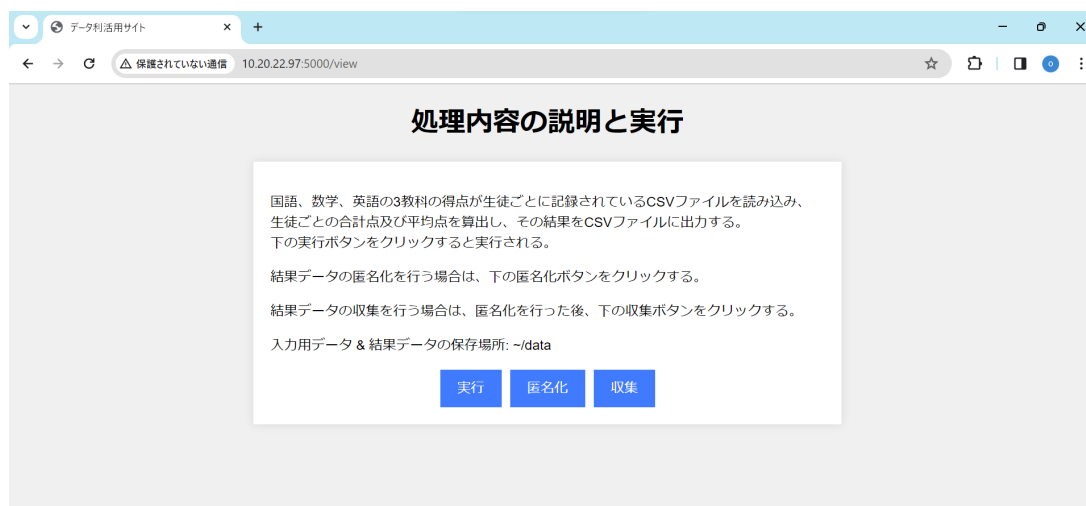 データ利活用サイト
保護されていない通信 10.20.22.97:5000/view
処理内容の説明と実行
国語、数学、英語の3教科の得点が生徒ごとに記録されているCSVファイルを読み込み、
生徒ごとの合計点及び平均点を算出し、その結果をCSVファイルに出力する。
下の実行ボタンをクリックすると実行される。
結果データの匿名化を行う場合は、下の匿名化ボタンをクリックする。
結果データの収集を行う場合は、匿名化を行った後、下の収集ボタンをクリックする。
入力用データ & 結果データの保存場所: ~/data
実行 匿名化 収集